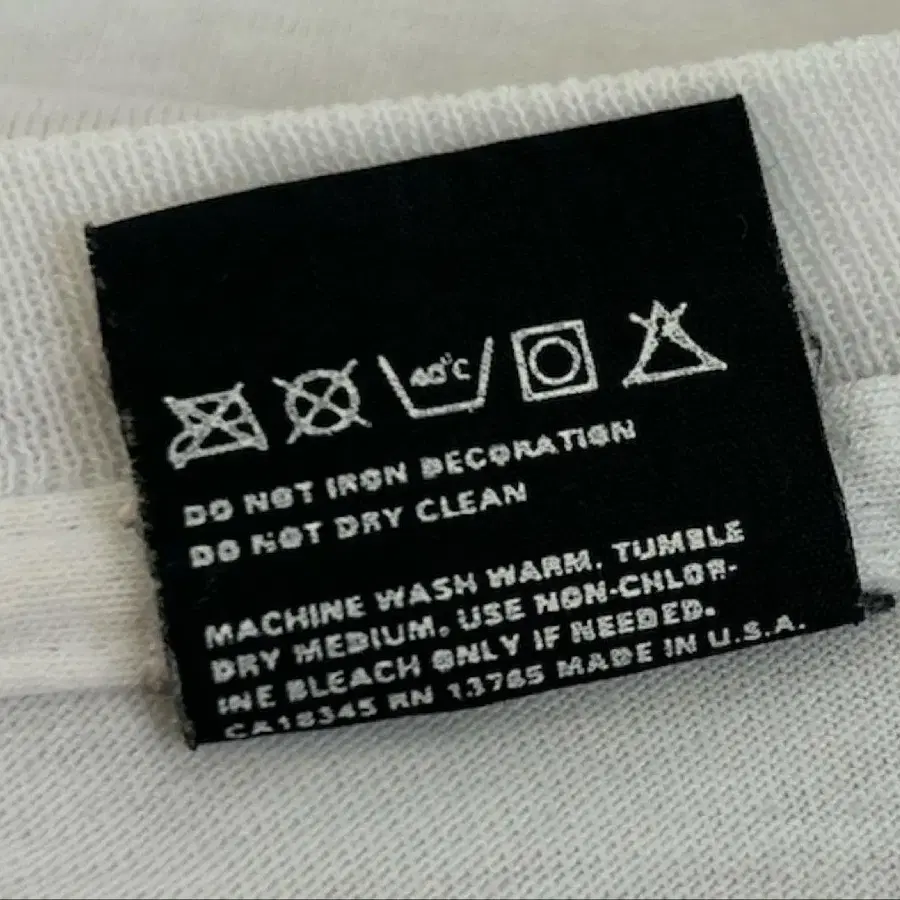 40°C
DO NOT IRON DECORATION
DO NOT DRY CLEAN
MACHINE WASH WARM. TUMBLE
DRY MEDIUM. USE NON-CHLOR-
INE BLEACH ONLY IF NEEDED.
CA18345 RN 13765 MADE IN U.S.A.